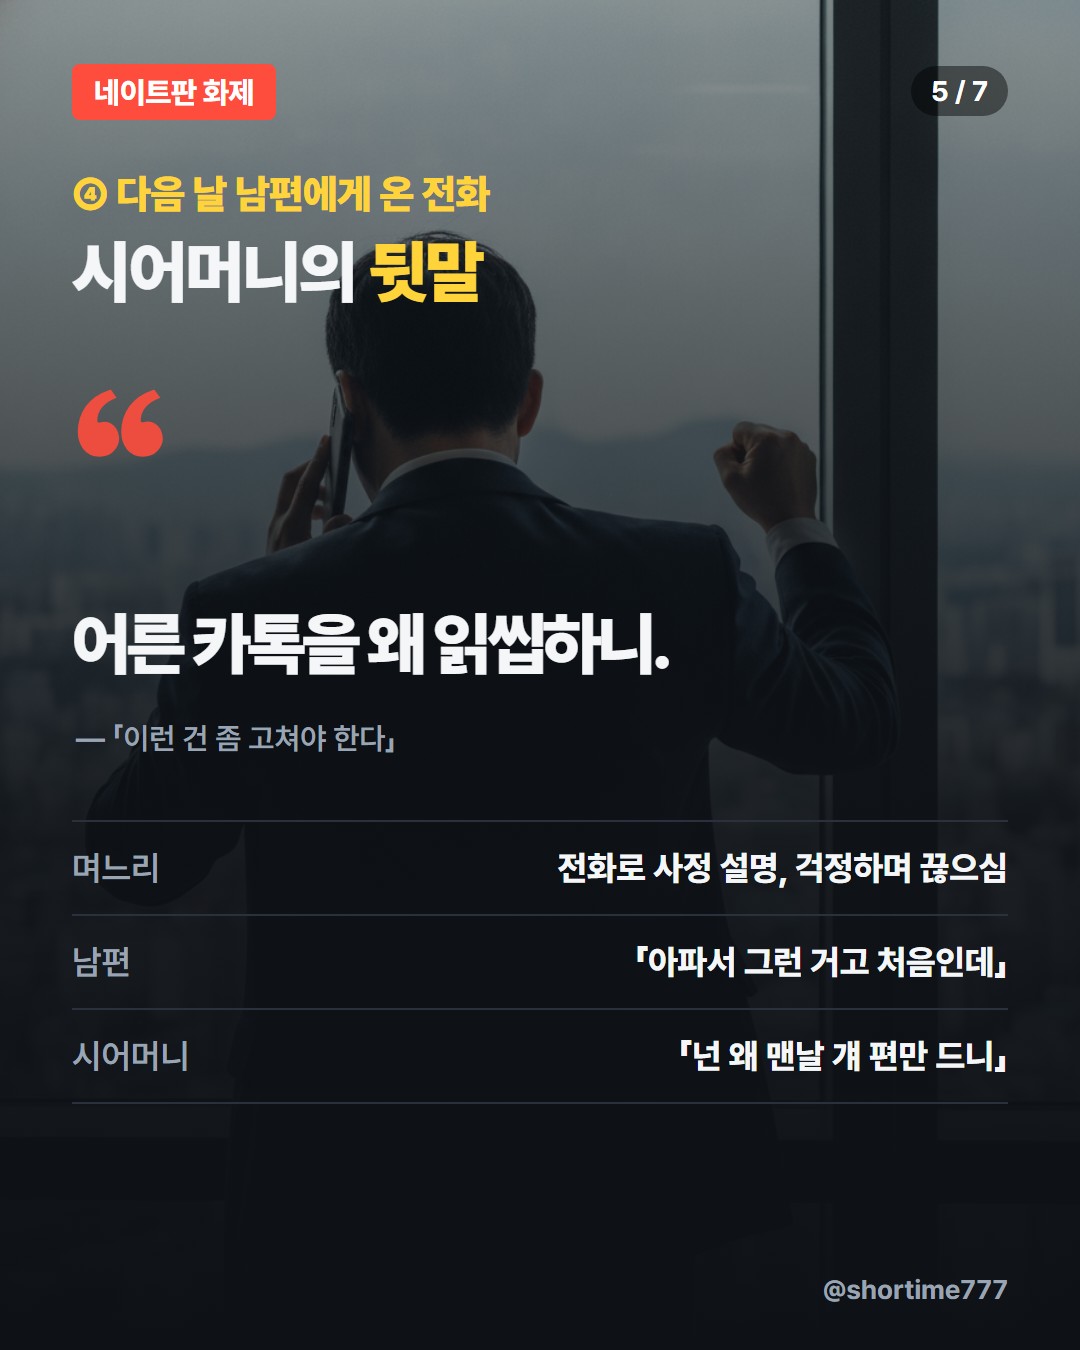 네이트판 화제
5 / 7
④ 다음 날 남편에게 온 전화
시어머니의 뒷말
“
어른 카톡을 왜 읽씹하니.
— 「이런 건 좀 고쳐야 한다」
며느리 전화로 사정 설명, 걱정하며 끊으심
남편 「아파서 그런 거고 처음인데」
시어머니 「넌 왜 맨날 걔 편만 드니」
@shortime777